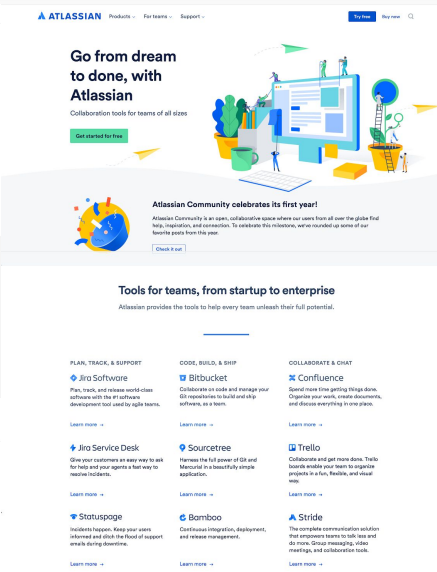 ATLASSIAN Products For teams Support Try free Buy now
Go from dream
to done, with
Atlassian
Collaboration tools for teams of all sizes
Get started for free
Atlassian Community celebrates its first year!
Atlassian Community is an open, collaborative space where our users from all over the globe find
help, inspiration, and connection. To celebrate this milestone, we've rounded up some of our
favorite posts from this year.
Check it out
Tools for teams, from startup to enterprise
Atlassian provides the tools to help every team unleash their full potential.
PLAN, TRACK, & SUPPORT
Jira Software
Plan, track, and release world-class
software with the #1 software
development tool used by agile teams.
Learn more →
Jira Service Desk
Give your customers an easy way to ask
for help and your agents a fast way to
resolve incidents.
Learn more →
Statuspage
Incidents happen. Keep your users
informed and ditch the flood of support
emails during downtime.
Learn more →
CODE, BUILD, & SHIP
Bitbucket
Collaborate on code and manage your
Git repositories to build and ship
software, as a team.
Learn more →
Sourcetree
Harness the full power of Git and
Mercurial in a beautifully simple
application.
Learn more →
Bamboo
Continuous integration, deployment,
and release management.
Learn more →
COLLABORATE & CHAT
Confluence
Spend more time getting things done.
Organize your work, create documents,
and discuss everything in one place.
Learn more →
Trello
Collaborate and get more done. Trello
boards enable your team to organize
projects in a fun, flexible, and visual
way.
Learn more →
Stride
The complete communication solution
that empowers teams to talk less and
do more. Group messaging, video
meetings, and collaboration tools.
Learn more →